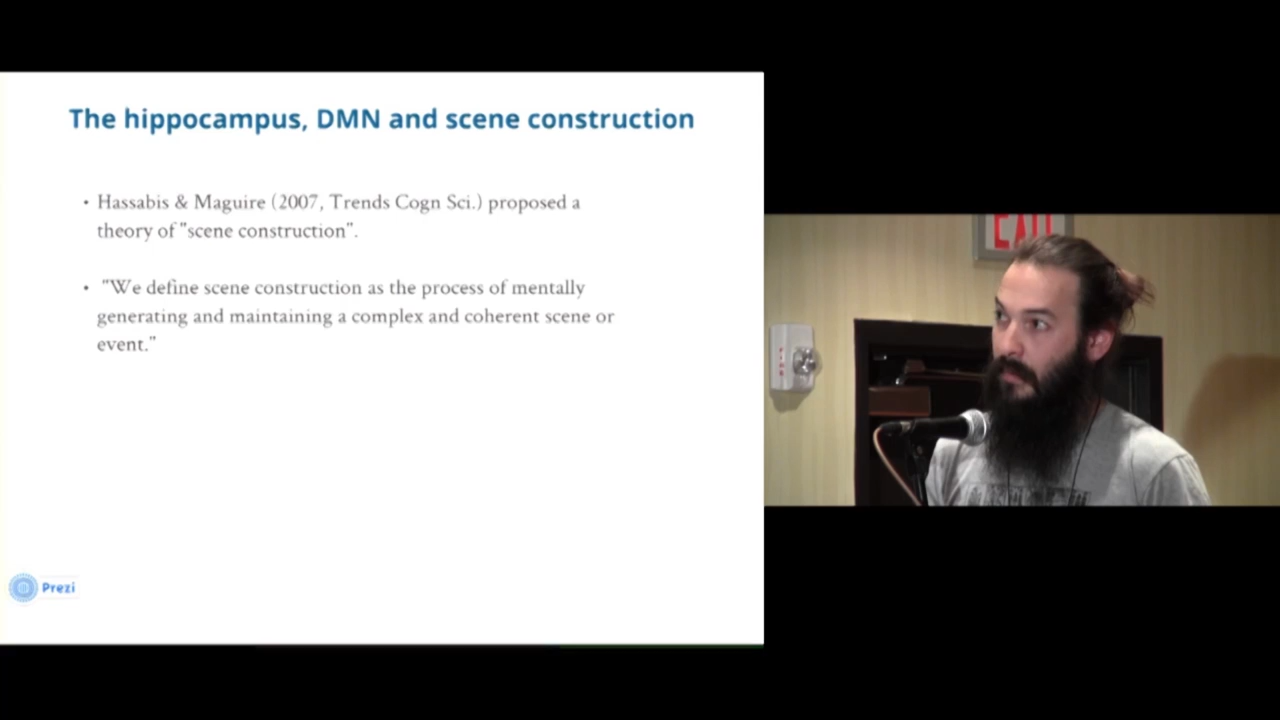 The hippocampus, DMN and scene construction
• Hassabis & Maguire (2007, Trends Cogn Sci.) proposed a
theory of "scene construction".
• "We define scene construction as the process of mentally
generating and maintaining a complex and coherent scene or
event."
Prezi